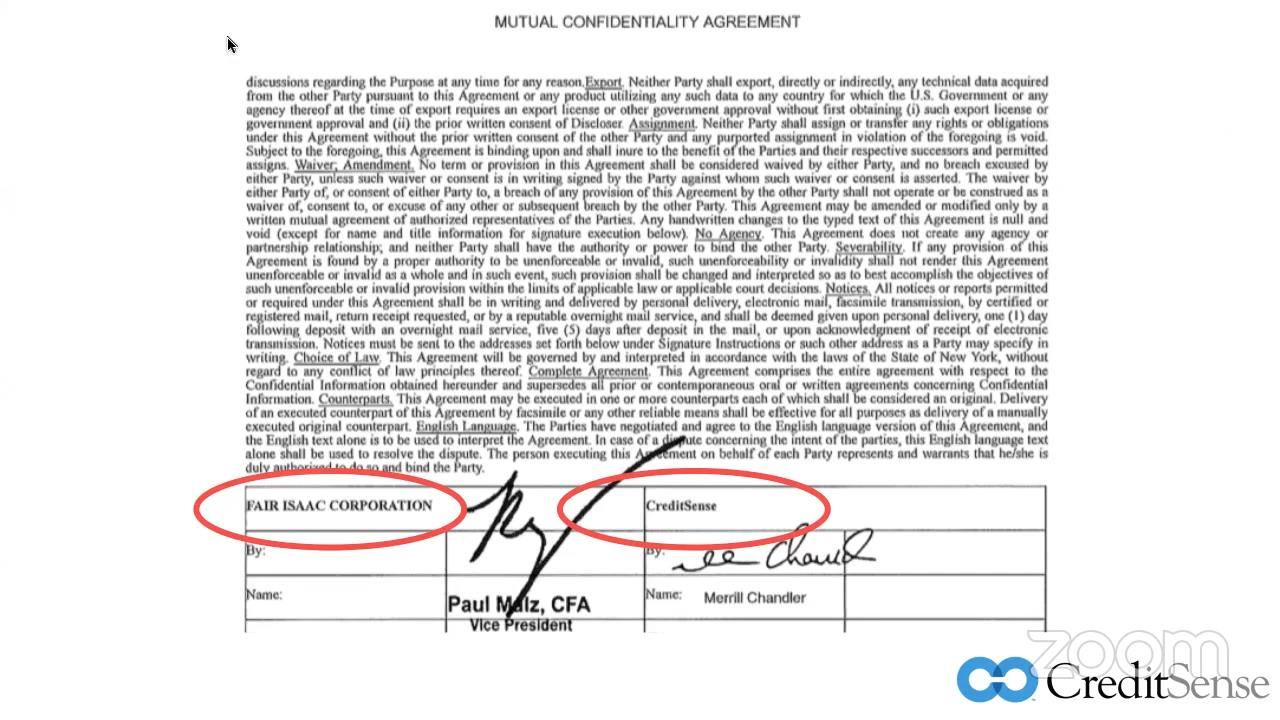 MUTUAL CONFIDENTIALITY AGREEMENT
discussions regarding the Purpose at any time for any reason.Export. Neither Party shall export, directly or indirectly, any technical data acquired
from the other Party pursuant to this Agreement or any product utilizing any such data to any country for which the U.S. Government or any
agency thereof at the time of export requires an export license or other government approval without first obtaining (i) such export license or
government approval and (ii) the prior written consent of Discloser. Assignment. Neither Party shall assign or transfer any rights or obligations
under this Agreement without the prior written consent of the other Party and any purported assignment in violation of the foregoing is void.
Subject to the foregoing, this Agreement is binding upon and shall inure to the benefit of the Parties and their respective successors and permitted
assigns. Waiver; Amendment. No term or provision in this Agreement shall be considered waived by either Party, and no breach excused by
either Party, unless such waiver or consent is in writing signed by the Party against whom such waiver or consent is asserted. The waiver by
either Party of, or consent of either Party to, a breach of any provision of this Agreement by the other Party shall not operate or be construed as a
waiver of, consent to, or excuse of any other or subsequent breach by the other Party. This Agreement may be amended or modified only by a
written mutual agreement of authorized representatives of the Parties. Any handwritten changes to the typed text of this Agreement is null and
void (except for name and title information for signature execution below). No Agency. This Agreement does not create any agency or
partnership relationship; and neither Party shall have the authority or power to bind the other Party. Severability. If any provision of this
Agreement is found by a proper authority to be unenforceable or invalid, such unenforceability or invalidity shall not render this Agreement
unenforceable or invalid as a whole and in such event, such provision shall be changed and interpreted so as to best accomplish the objectives of
such unenforceable or invalid provision within the limits of applicable law or applicable court decisions. Notices. All notices or reports permitted
or required under this Agreement shall be in writing and delivered by personal delivery, electronic mail, facsimile transmission, by certified or
registered mail, return receipt requested, or by a reputable overnight mail service, and shall be deemed given upon personal delivery, one (1) day
following deposit with an overnight mail service, five (5) days after deposit in the mail, or upon acknowledgment of receipt of electronic
transmission. Notices must be sent to the addresses set forth below under Signature Instructions or such other address as a Party may specify in
writing. Choice of Law. This Agreement will be governed by and interpreted in accordance with the laws of the State of New York, without
regard to any conflict of law principles thereof. Complete Agreement. This Agreement comprises the entire agreement with respect to the
Confidential Information obtained hereunder and supersedes all prior or contemporaneous oral or written agreements concerning Confidential
Information. Counterparts. This Agreement may be executed in one or more counterparts each of which shall be considered an original. Delivery
of an executed counterpart of this Agreement by facsimile or any other reliable means shall be effective for all purposes as delivery of a manually
executed original counterpart. English Language. The Parties have negotiated and agree to the English language version of this Agreement, and
the English text alone is to be used to interpret the Agreement. In case of a dispute concerning the intent of the parties, this English language text
alone shall be used to resolve the dispute. The person executing this Agreement on behalf of each Party represents and warrants that he/she is
duly authorized to do so and bind the Party.
FAIR ISAAC CORPORATION
CreditSense
By:
By:
Name:
Paul Malz, CFA
Vice President
Name: Merrill Chandler
zoom
CreditSense